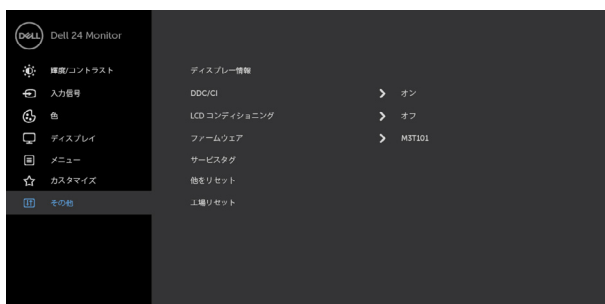 DELL Dell 24 Monitor
輝度/コントラスト ディスプレー情報
入力信号 DDC/CI オン
色 LCD コンディショニング オフ
ディスプレイ ファームウェア M3T101
メニュー サービスタグ
カスタマイズ 他をリセット
その他 工場リセット